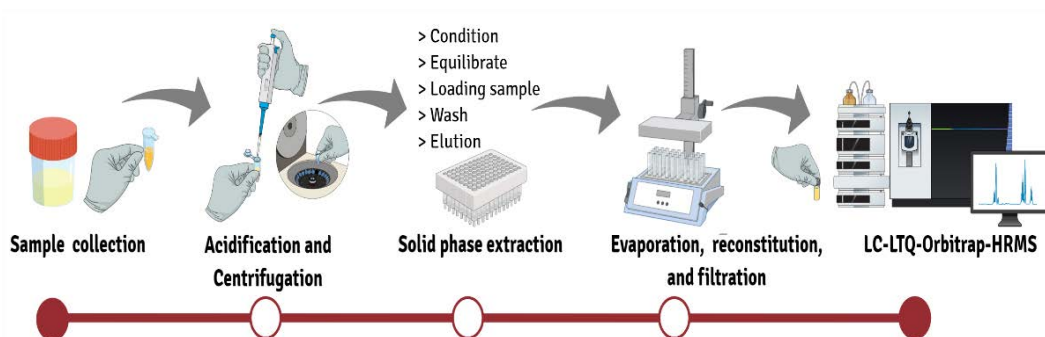 > Condition
> Equilibrate
> Loading sample
> Wash
> Elution
Sample collection
Acidification and
Centrifugation
Solid phase extraction
Evaporation, reconstitution,
and filtration
LC-LTQ-Orbitrap-HRMS